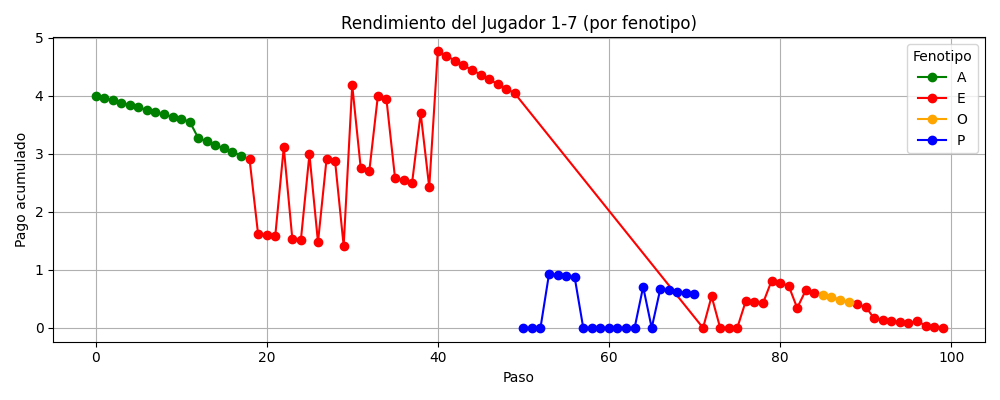 Rendimiento del Jugador 1-7 (por fenotipo)
Pago acumulado
5
4
3
2
1
0
Fenotipo
A
E
O
P
0 20 40 60 80 100
Paso